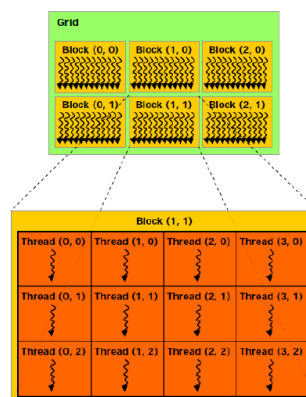 Grid
Block (0, 0) Block (1, 0) Block (2, 0)
Block (0, 1) Block (1, 1) Block (2, 1)
Block (1, 1)
Thread (0, 0) Thread (1, 0) Thread (2, 0) Thread (3, 0)
Thread (0, 1) Thread (1, 1) Thread (2, 1) Thread (3, 1)
Thread (0, 2) Thread (1, 2) Thread (2, 2) Thread (3, 2)